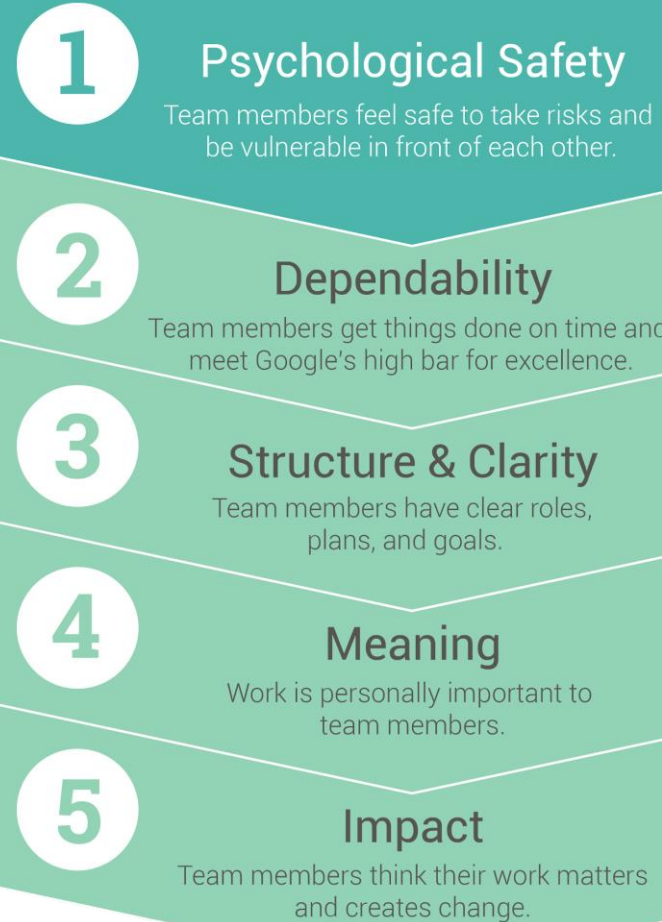 1
Psychological Safety
Team members feel safe to take risks and
be vulnerable in front of each other.
2
Dependability
Team members get things done on time and
meet Google's high bar for excellence.
3
Structure & Clarity
Team members have clear roles,
plans, and goals.
4
Meaning
Work is personally important to
team members.
5
Impact
Team members think their work matters
and creates change.